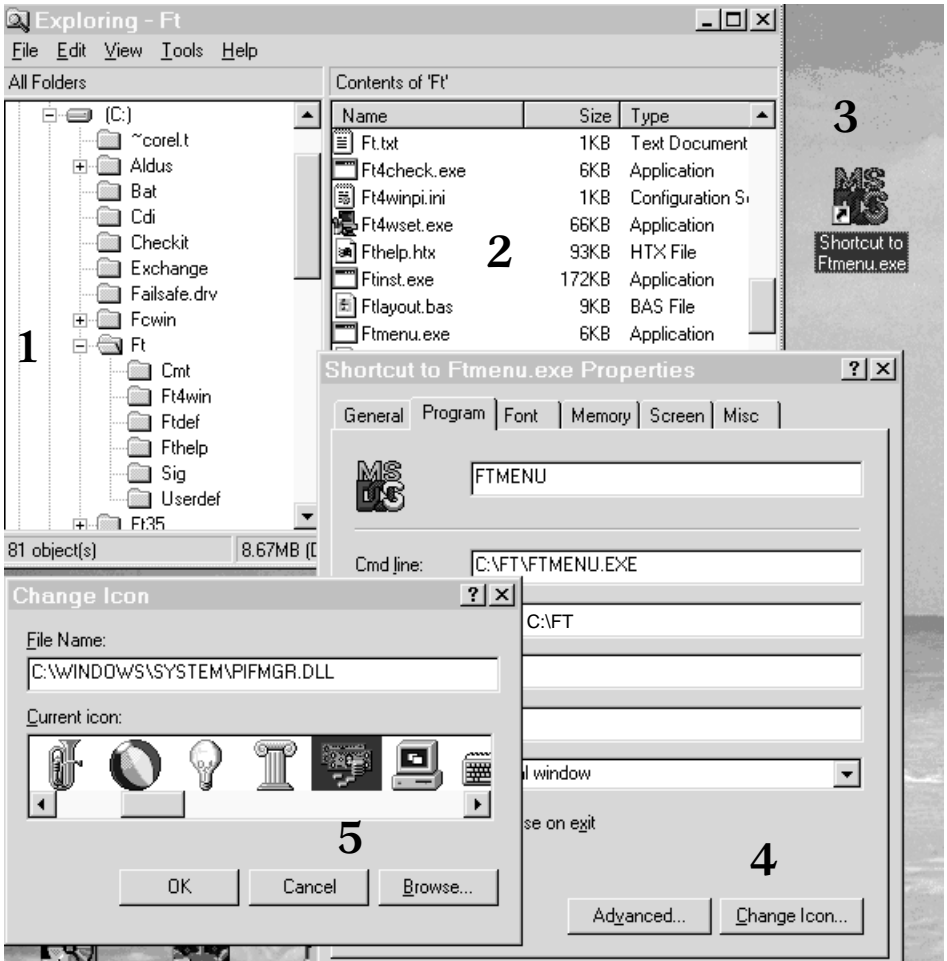 Exploring - Ft
File Edit View Tools Help
All Folders
Contents of 'Ft'
(C:)
~corel.t
Aldus
Bat
Cdi
Checkit
Exchange
Failsafe.drv
Fcwin
1
Ft
Cmt
Ft4win
Ftdef
Fthelp
Sig
Userdef
Ft35
81 object(s)
8.67MB (D
Name Size Type
Ft.txt 1KB Text Document
Ft4check.exe 6KB Application
Ft4winpi.ini 1KB Configuration S
Ft4wset.exe 66KB Application
2
Fthelp.htx 93KB HTX File
Ftinst.exe 172KB Application
Ftlayout.bas 9KB BAS File
Ftmenu.exe 6KB Application
3
MS
DOS
Shortcut to
Ftmenu.exe
Shortcut to Ftmenu.exe Properties
General Program Font Memory Screen Misc
MS
DOS
FTMENU
Cmd line: C:\FT\FTMENU.EXE
C:\FT
l window
se on exit
4
Advanced... Change Icon...
Change Icon
File Name:
C:\WINDOWS\SYSTEM\PIFMGR.DLL
Current icon:
5
OK Cancel Browse...